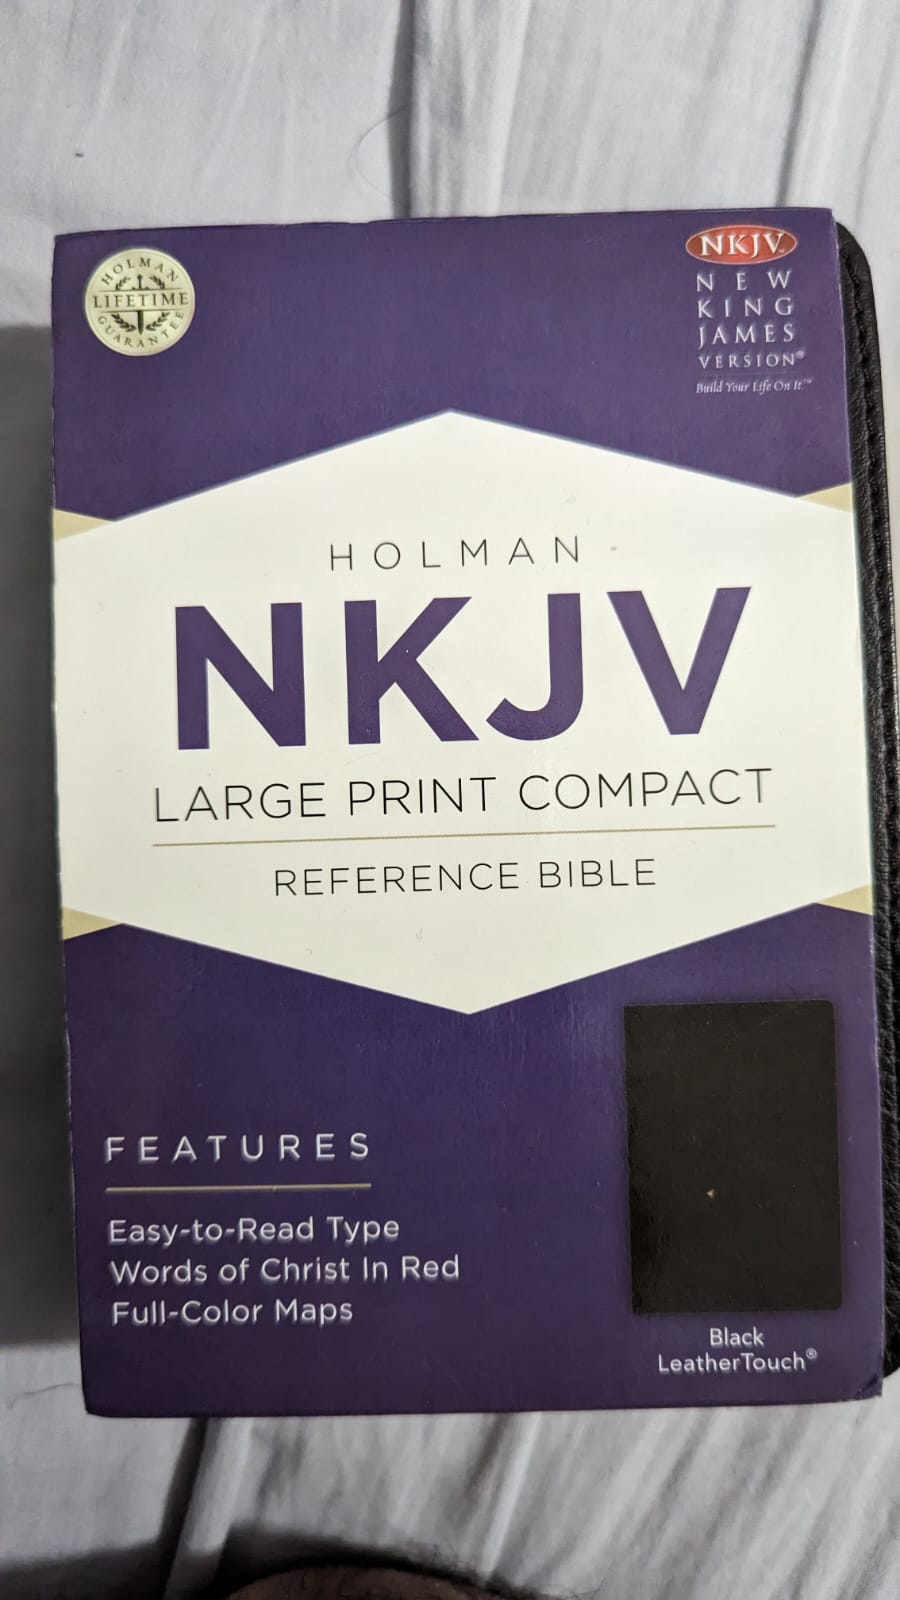 HOLMAN
LIFETIME
GUARANTEE
NKJV
NEW
KING
JAMES
VERSION®
Build Your Life On It.™
HOLMAN
NKJV
LARGE PRINT COMPACT
REFERENCE BIBLE
FEATURES
Easy-to-Read Type
Words of Christ In Red
Full-Color Maps
Black
LeatherTouch®